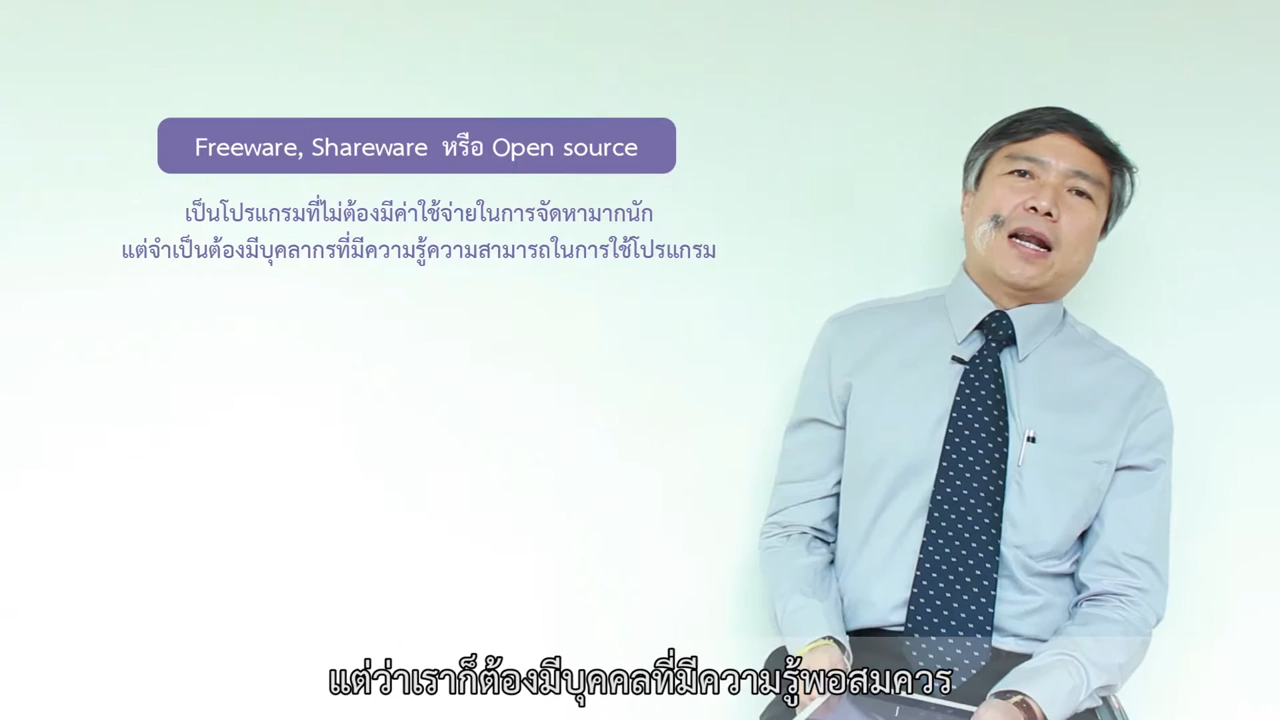 Freeware, Shareware หรือ Open source
เป็นโปรแกรมที่ไม่ต้องมีค่าใช้จ่ายในการจัดหามากนัก
แต่จำเป็นต้องมีบุคลากรที่มีความรู้ความสามารถในการใช้โปรแกรม
แต่ว่าเราก็ต้องมีบุคคลที่มีความรู้พอสมควร